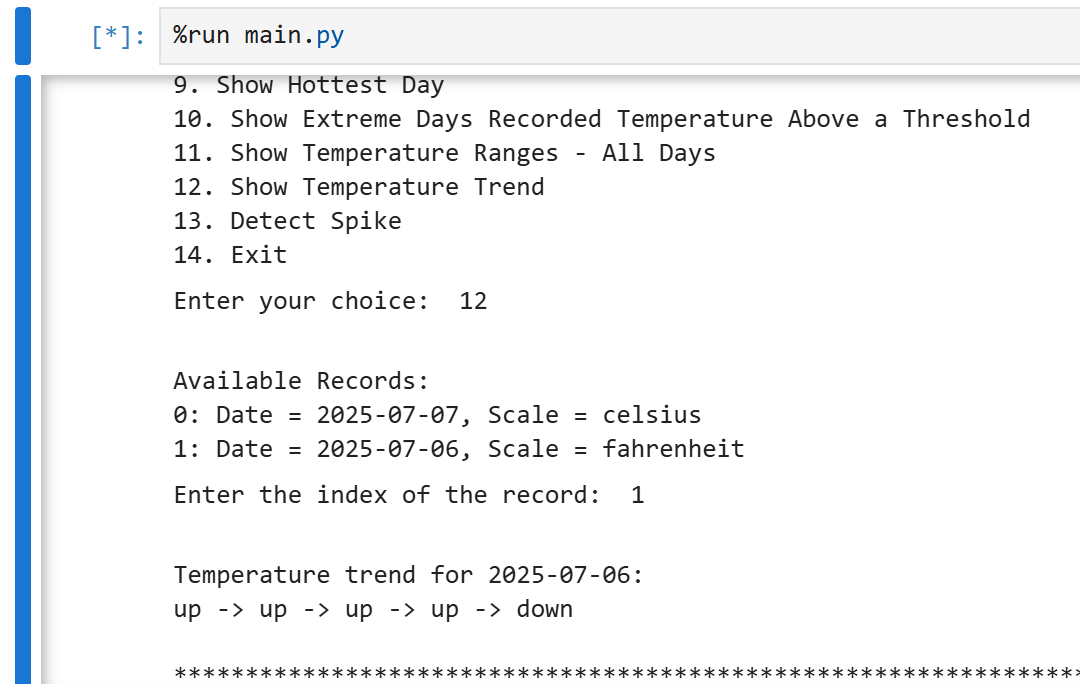 [*]: %run main.py
9. Show Hottest Day
10. Show Extreme Days Recorded Temperature Above a Threshold
11. Show Temperature Ranges - All Days
12. Show Temperature Trend
13. Detect Spike
14. Exit
Enter your choice:  12
Available Records:
0: Date = 2025-07-07, Scale = celsius
1: Date = 2025-07-06, Scale = fahrenheit
Enter the index of the record:  1
Temperature trend for 2025-07-06:
up -> up -> up -> up -> down
****************************************************************